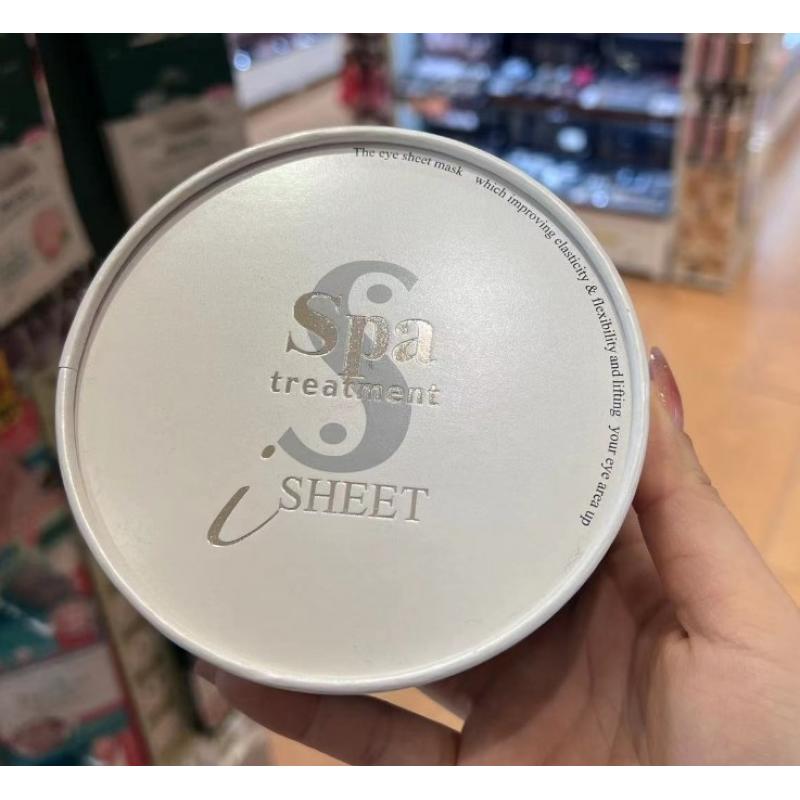 The eye sheet mask which improving elasticity & flexibility and lifting your eye area up
Spa
treatment
i SHEET